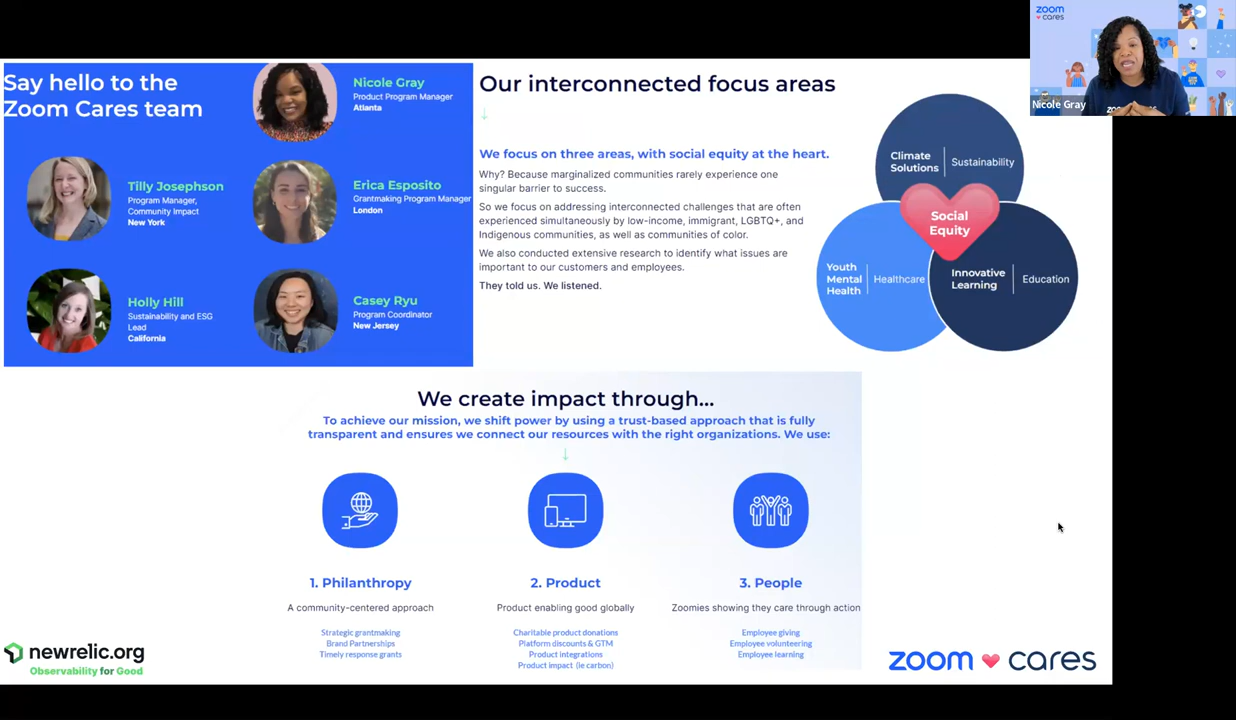 Say hello to the
Zoom Cares team
Nicole Gray
Product Program Manager
Atlanta
Tilly Josephson
Program Manager,
Community Impact
New York
Erica Esposito
Grantmaking Program Manager
London
Holly Hill
Sustainability and ESG
Lead
California
Casey Ryu
Program Coordinator
New Jersey
Our interconnected focus areas
We focus on three areas, with social equity at the heart.
Why? Because marginalized communities rarely experience one
singular barrier to success.
So we focus on addressing interconnected challenges that are often
experienced simultaneously by low-income, immigrant, LGBTQ+, and
Indigenous communities, as well as communities of color.
We also conducted extensive research to identify what issues are
important to our customers and employees.
They told us. We listened.
Climate
Solutions
Sustainability
Social
Equity
Youth
Mental
Health
Healthcare
Innovative
Learning
Education
zoom
cares
Nicole Gray
We create impact through...
To achieve our mission, we shift power by using a trust-based approach that is fully
transparent and ensures we connect our resources with the right organizations. We use:
1. Philanthropy
A community-centered approach
Strategic grantmaking
Brand Partnerships
Timely response grants
2. Product
Product enabling good globally
Charitable product donations
Platform discounts & GTM
Product integrations
Product impact (ie carbon)
3. People
Zoomies showing they care through action
Employee giving
Employee volunteering
Employee learning
newrelic.org
Observability for Good
zoom cares